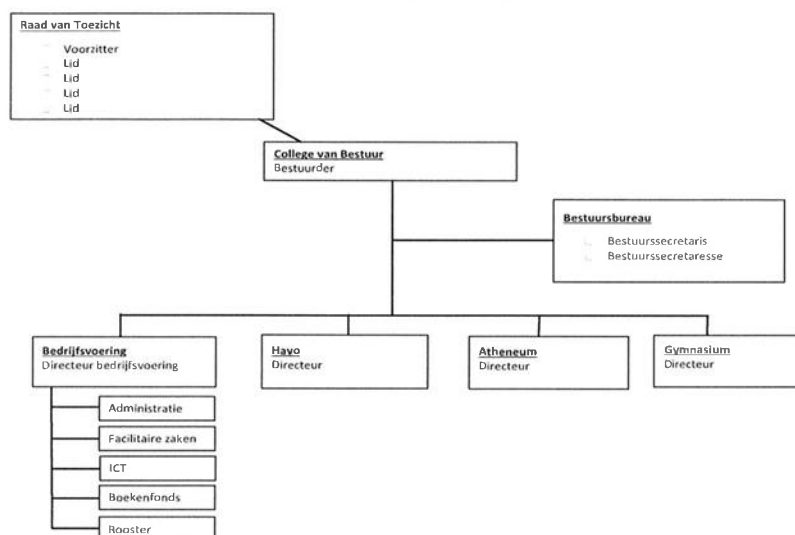 Raad van Toezicht
Voorzitter
Lid
Lid
Lid
Lid
College van Bestuur
Bestuurder
Bestuursbureau
Bestuurssecretaris
Bestuurssecretaresse
Bedrijfsvoering
Directeur bedrijfsvoering
Havo
Directeur
Atheneum
Directeur
Gymnasium
Directeur
Administratie
Facilitaire zaken
ICT
Boekenfonds
Rooster